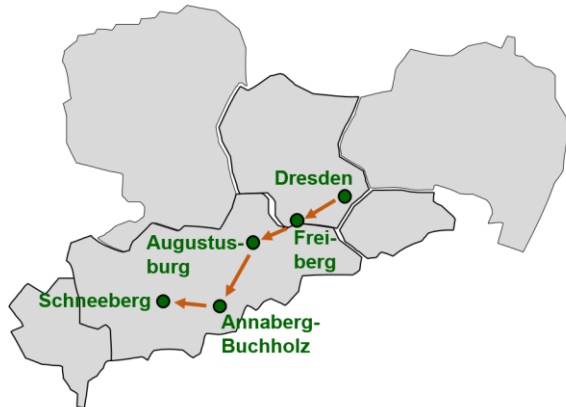 Dresden
Augustus-
burg
Frei-
berg
Schneeberg
Annaberg-
Buchholz